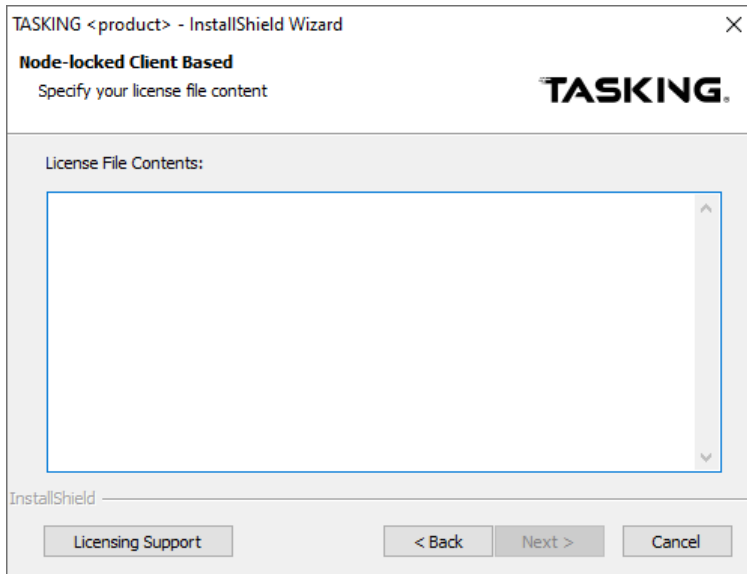 TASKING <product> - InstallShield Wizard
Node-locked Client Based
Specify your license file content
TASKING.
License File Contents:
InstallShield
Licensing Support
< Back
Next >
Cancel